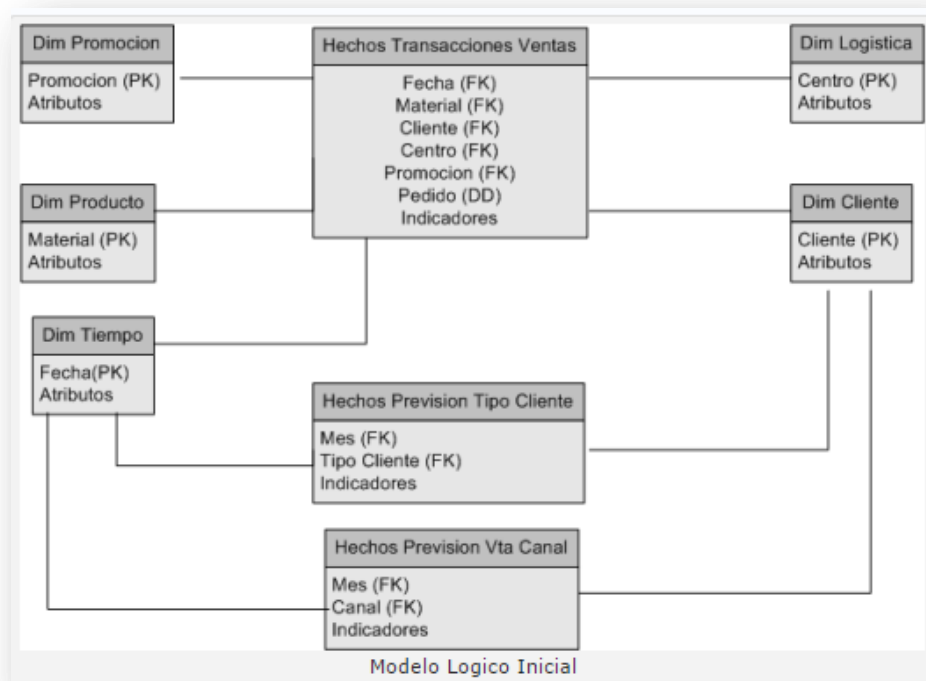 Dim Promocion
Promocion (PK)
Atributos
Hechos Transacciones Ventas
Fecha (FK)
Material (FK)
Cliente (FK)
Centro (FK)
Promocion (FK)
Pedido (DD)
Indicadores
Dim Logistica
Centro (PK)
Atributos
Dim Producto
Material (PK)
Atributos
Dim Cliente
Cliente (PK)
Atributos
Dim Tiempo
Fecha(PK)
Atributos
Hechos Prevision Tipo Cliente
Mes (FK)
Tipo Cliente (FK)
Indicadores
Hechos Prevision Vta Canal
Mes (FK)
Canal (FK)
Indicadores
Modelo Logico Inicial